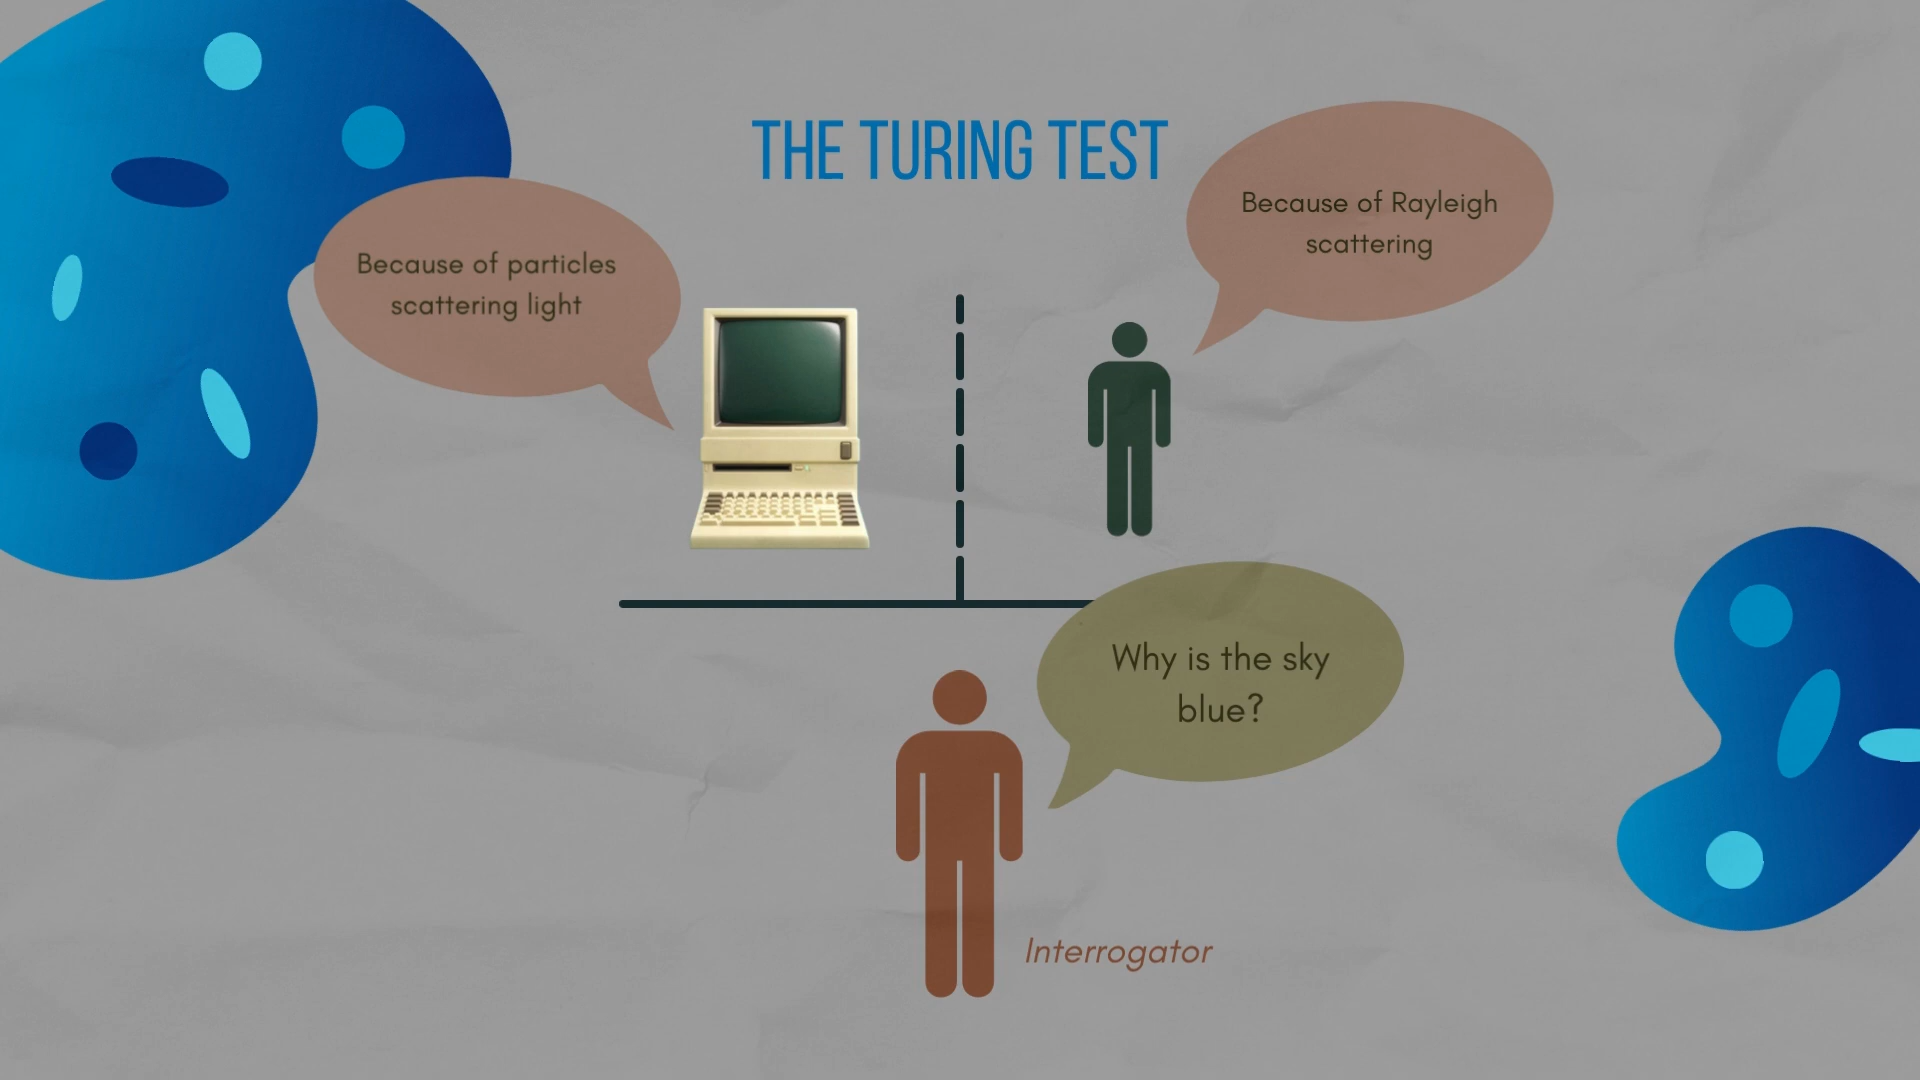 THE TURING TEST
Because of particles
scattering light
Because of Rayleigh
scattering
Why is the sky
blue?
Interrogator